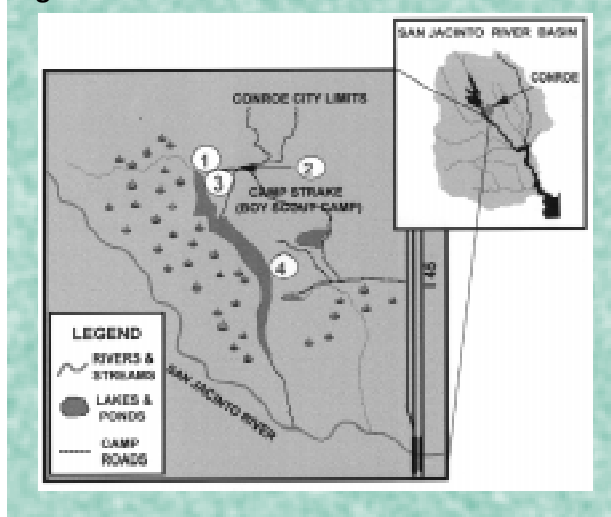 SAN JACINTO RIVER BASIN
CONROE
CONROE CITY LIMITS
1
2
3
CAMP STRAKE
(BOY SCOUT CAMP)
4
45
LEGEND
RIVERS &
STREAMS
LAKES &
PONDS
CAMP
ROADS
SAN JACINTO RIVER